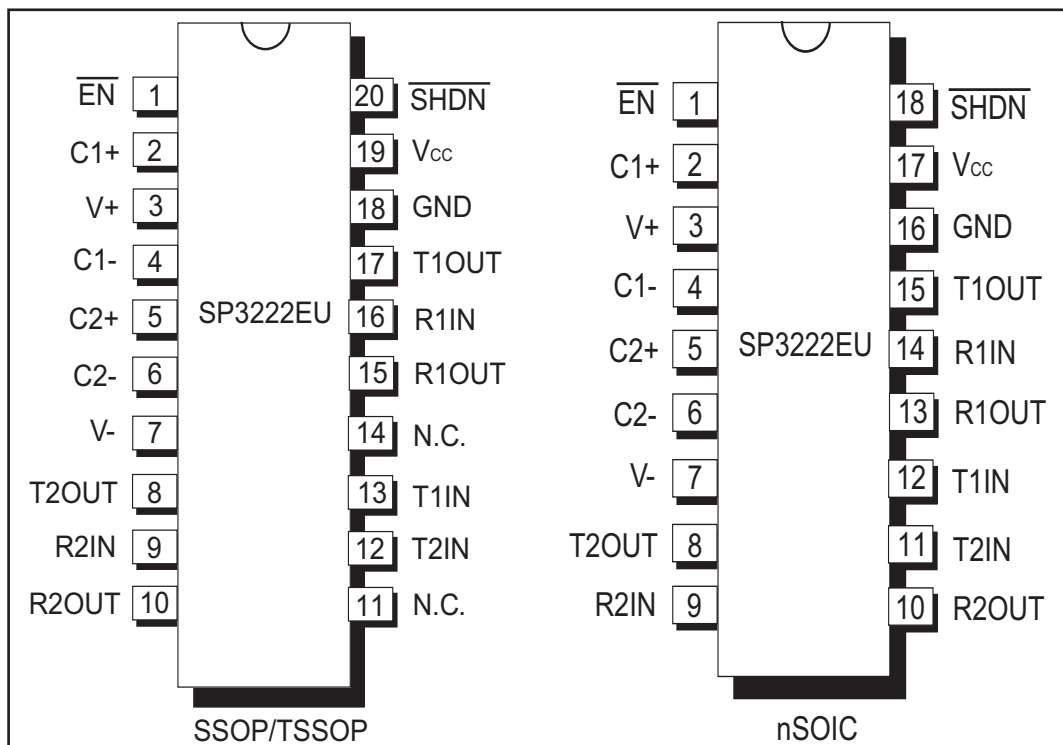 EN 1
C1+ 2
V+ 3
C1- 4
C2+ 5
C2- 6
V- 7
T2OUT 8
R2IN 9
R2OUT 10
SP3222EU
20 SHDN
19 Vcc
18 GND
17 T1OUT
16 R1IN
15 R1OUT
14 N.C.
13 T1IN
12 T2IN
11 N.C.
SSOP/TSSOP
EN 1
C1+ 2
V+ 3
C1- 4
C2+ 5
C2- 6
V- 7
T2OUT 8
R2IN 9
SP3222EU
18 SHDN
17 Vcc
16 GND
15 T1OUT
14 R1IN
13 R1OUT
12 T1IN
11 T2IN
10 R2OUT
nSOIC